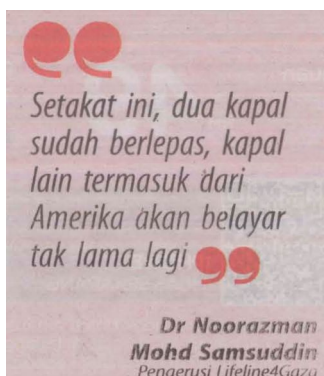 Setakat ini, dua kapal
sudah berlepas, kapal
lain termasuk dari
Amerika akan belayar
tak lama lagi
Dr Noorazman
Mohd Samsuddin
Pengerusi Lifeline4Gaza